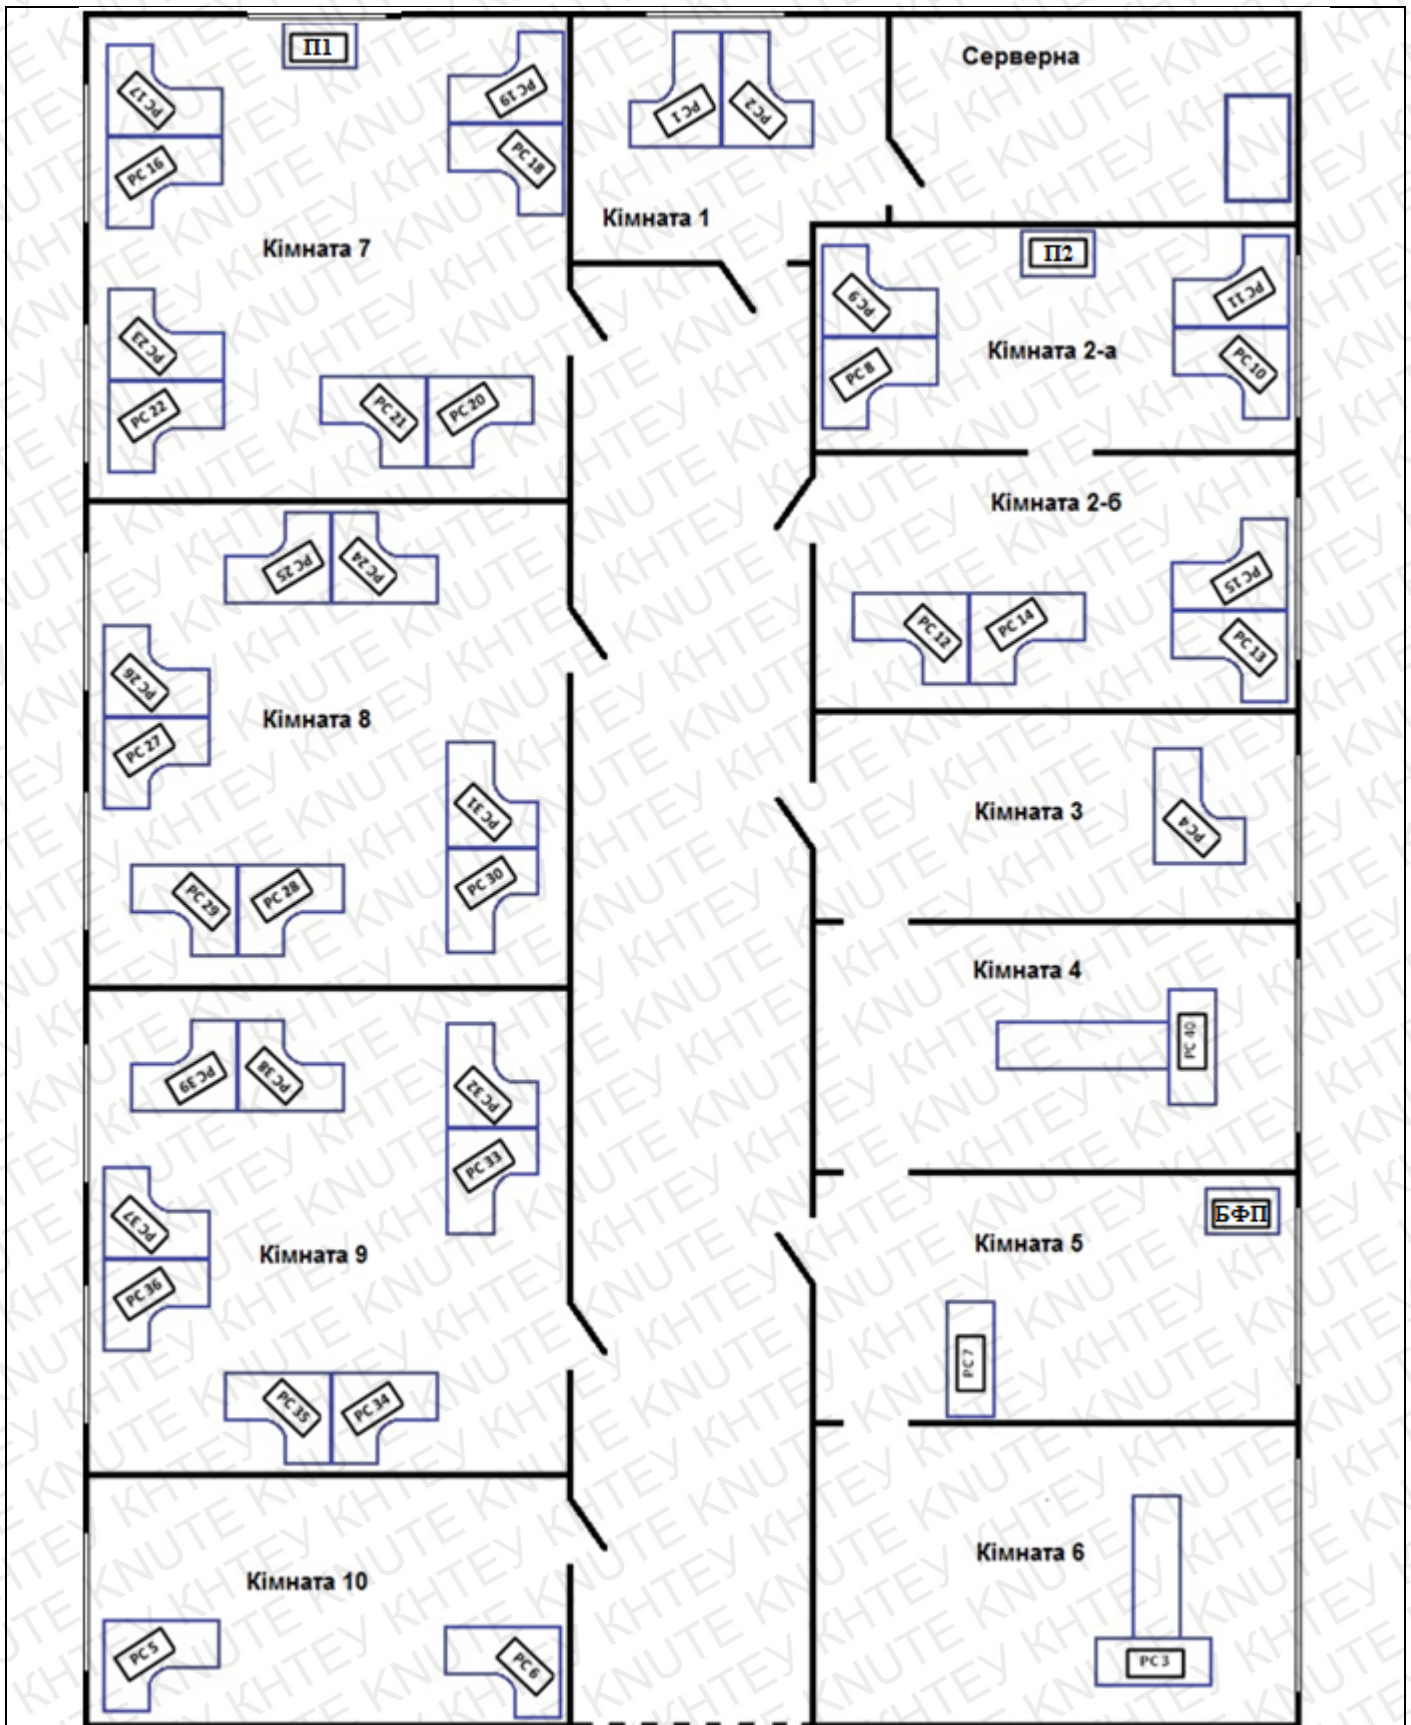 П1
Серверна
PC 17
PC 19
PC 1
PC 2
PC 16
PC 18
Кімната 1
Кімната 7
П2
PC 9
PC 11
Кімната 2-а
PC 8
PC 10
PC 23
PC 22
PC 21
PC 20
Кімната 2-б
PC 25
PC 24
PC 15
PC 12
PC 14
PC 13
PC 26
Кімната 8
PC 27
PC 31
Кімната 3
PC 4
PC 29
PC 28
PC 30
Кімната 4
PC 40
PC 39
PC 38
PC 32
PC 33
PC 37
БФП
Кімната 5
Кімната 9
PC 36
PC 7
PC 35
PC 34
Кімната 6
Кімната 10
PC 5
PC 6
PC 3
КНТЕУ KNUTE КНТЕУ KNUTE